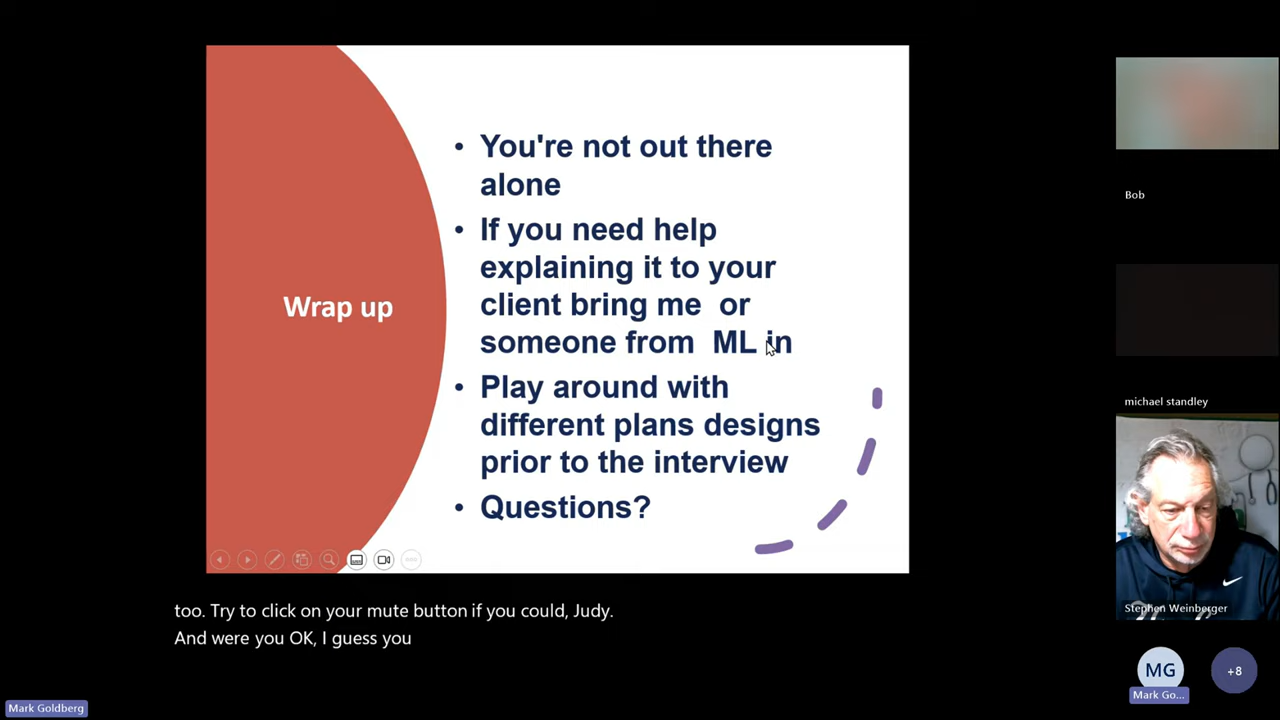 Wrap up
• You're not out there
alone
• If you need help
explaining it to your
client bring me  or
someone from  ML in
• Play around with
different plans designs
prior to the interview
• Questions?
too. Try to click on your mute button if you could, Judy.
And were you OK, I guess you
Mark Goldberg
Bob
michael standley
Stephen Weinberger
MG
Mark Go...
+8